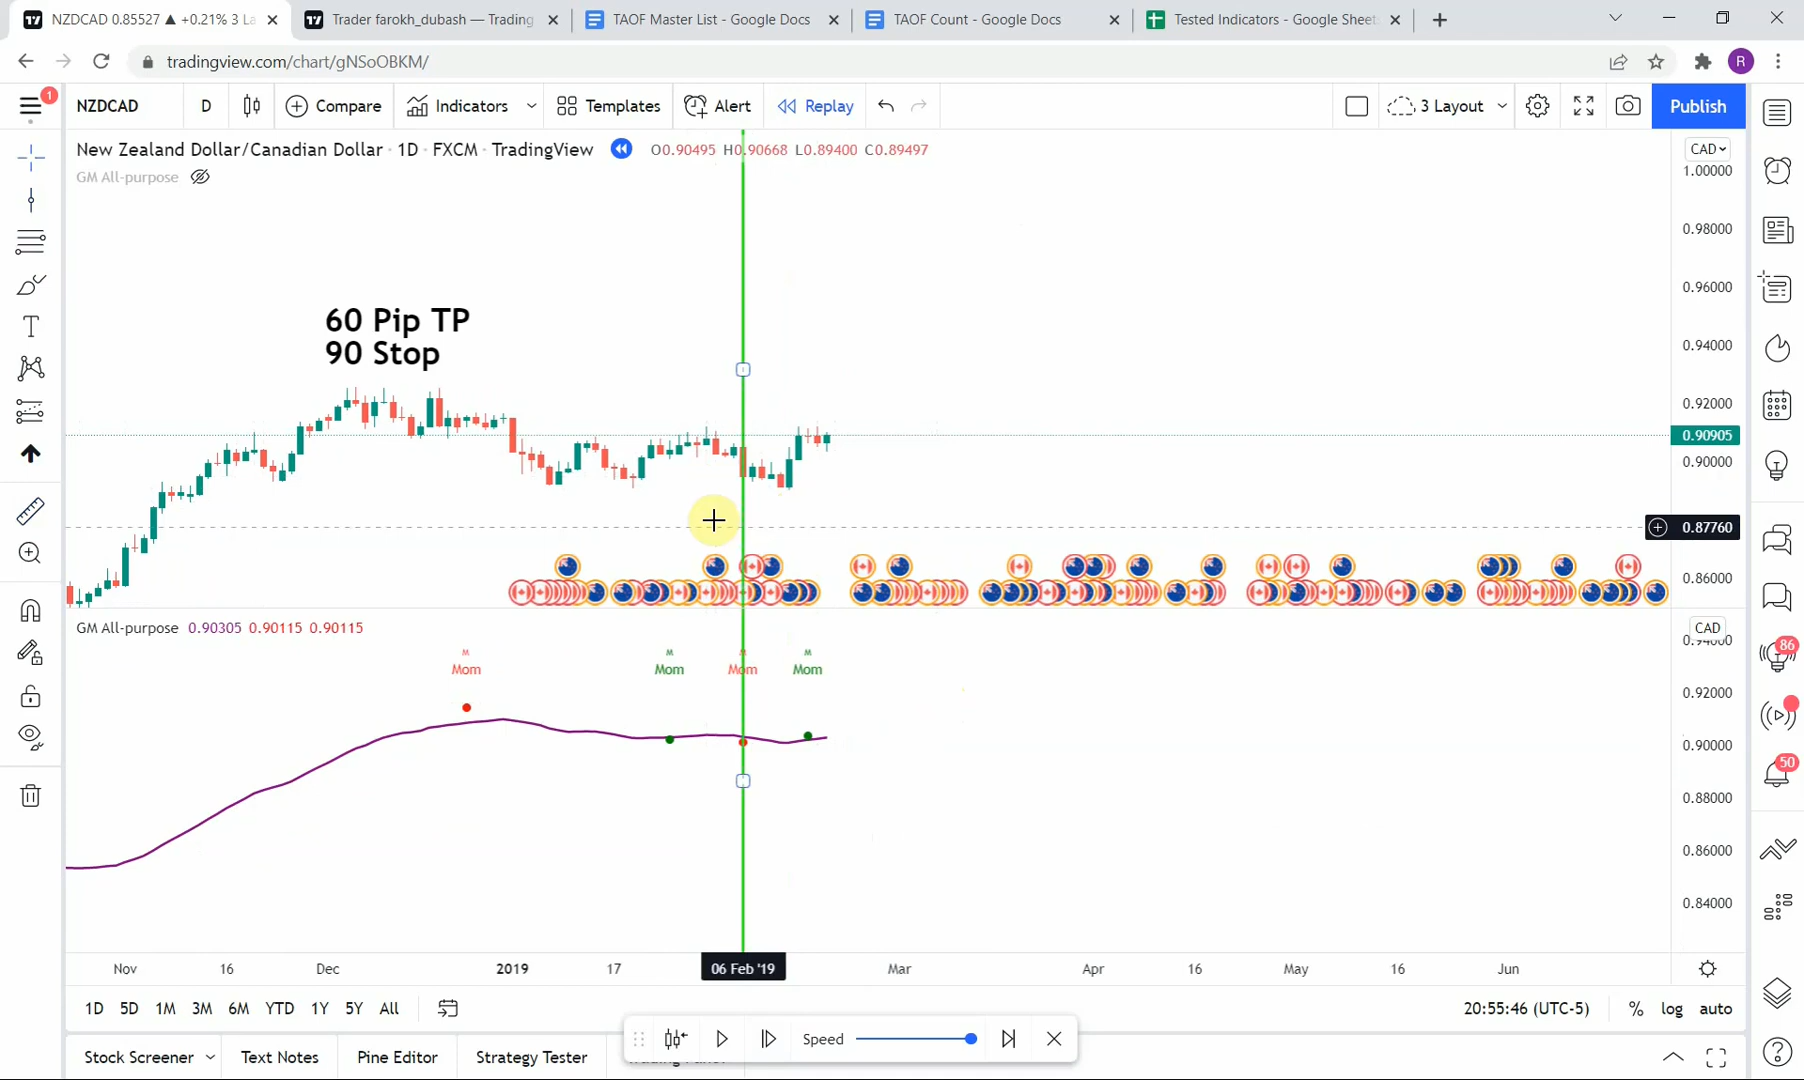 NZDCAD 0.85527 ▲ +0.21% 3 La
Trader farokh_dubash — Trading
TAOF Master List - Google Docs
TAOF Count - Google Docs
Tested Indicators - Google Sheets
tradingview.com/chart/gNSoOBKM/
R
1
NZDCAD
D
Compare
Indicators
Templates
Alert
Replay
3 Layout
Publish
New Zealand Dollar/Canadian Dollar · 1D · FXCM · TradingView
O0.90495 H0.90668 L0.89400 C0.89497
CAD
GM All-purpose
1.00000
0.98000
0.96000
60 Pip TP
90 Stop
0.94000
0.92000
0.90905
0.90000
0.87760
0.86000
GM All-purpose 0.90305 0.90115 0.90115
CAD
0.94000
M M M M
Mom Mom Mom Mom
86
0.92000
0.90000
50
0.88000
0.86000
0.84000
Nov 16 Dec 2019 17 06 Feb '19 Mar Apr 16 May 16 Jun
1D 5D 1M 3M 6M YTD 1Y 5Y All
20:55:46 (UTC-5) % log auto
Speed
Stock Screener Text Notes Pine Editor Strategy Tester